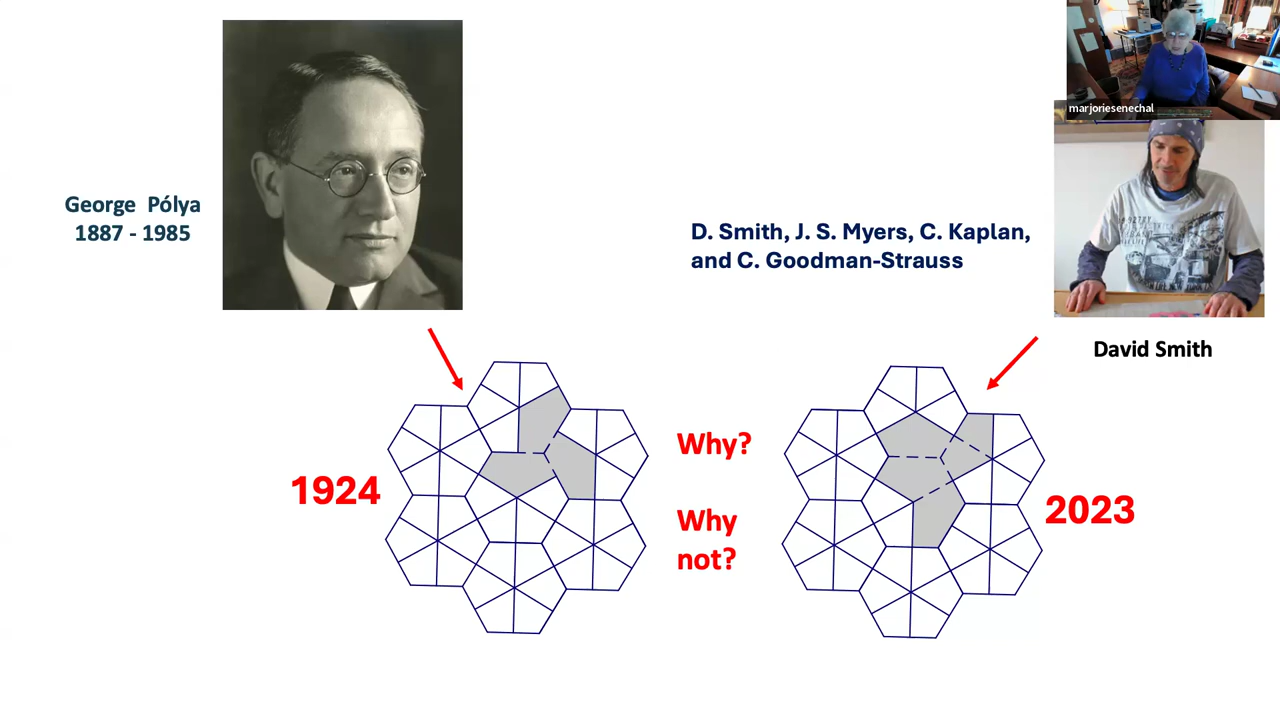 marjoriesenechal
George Pólya
1887 - 1985
D. Smith, J. S. Myers, C. Kaplan,
and C. Goodman-Strauss
David Smith
Why?
1924
Why
not?
2023